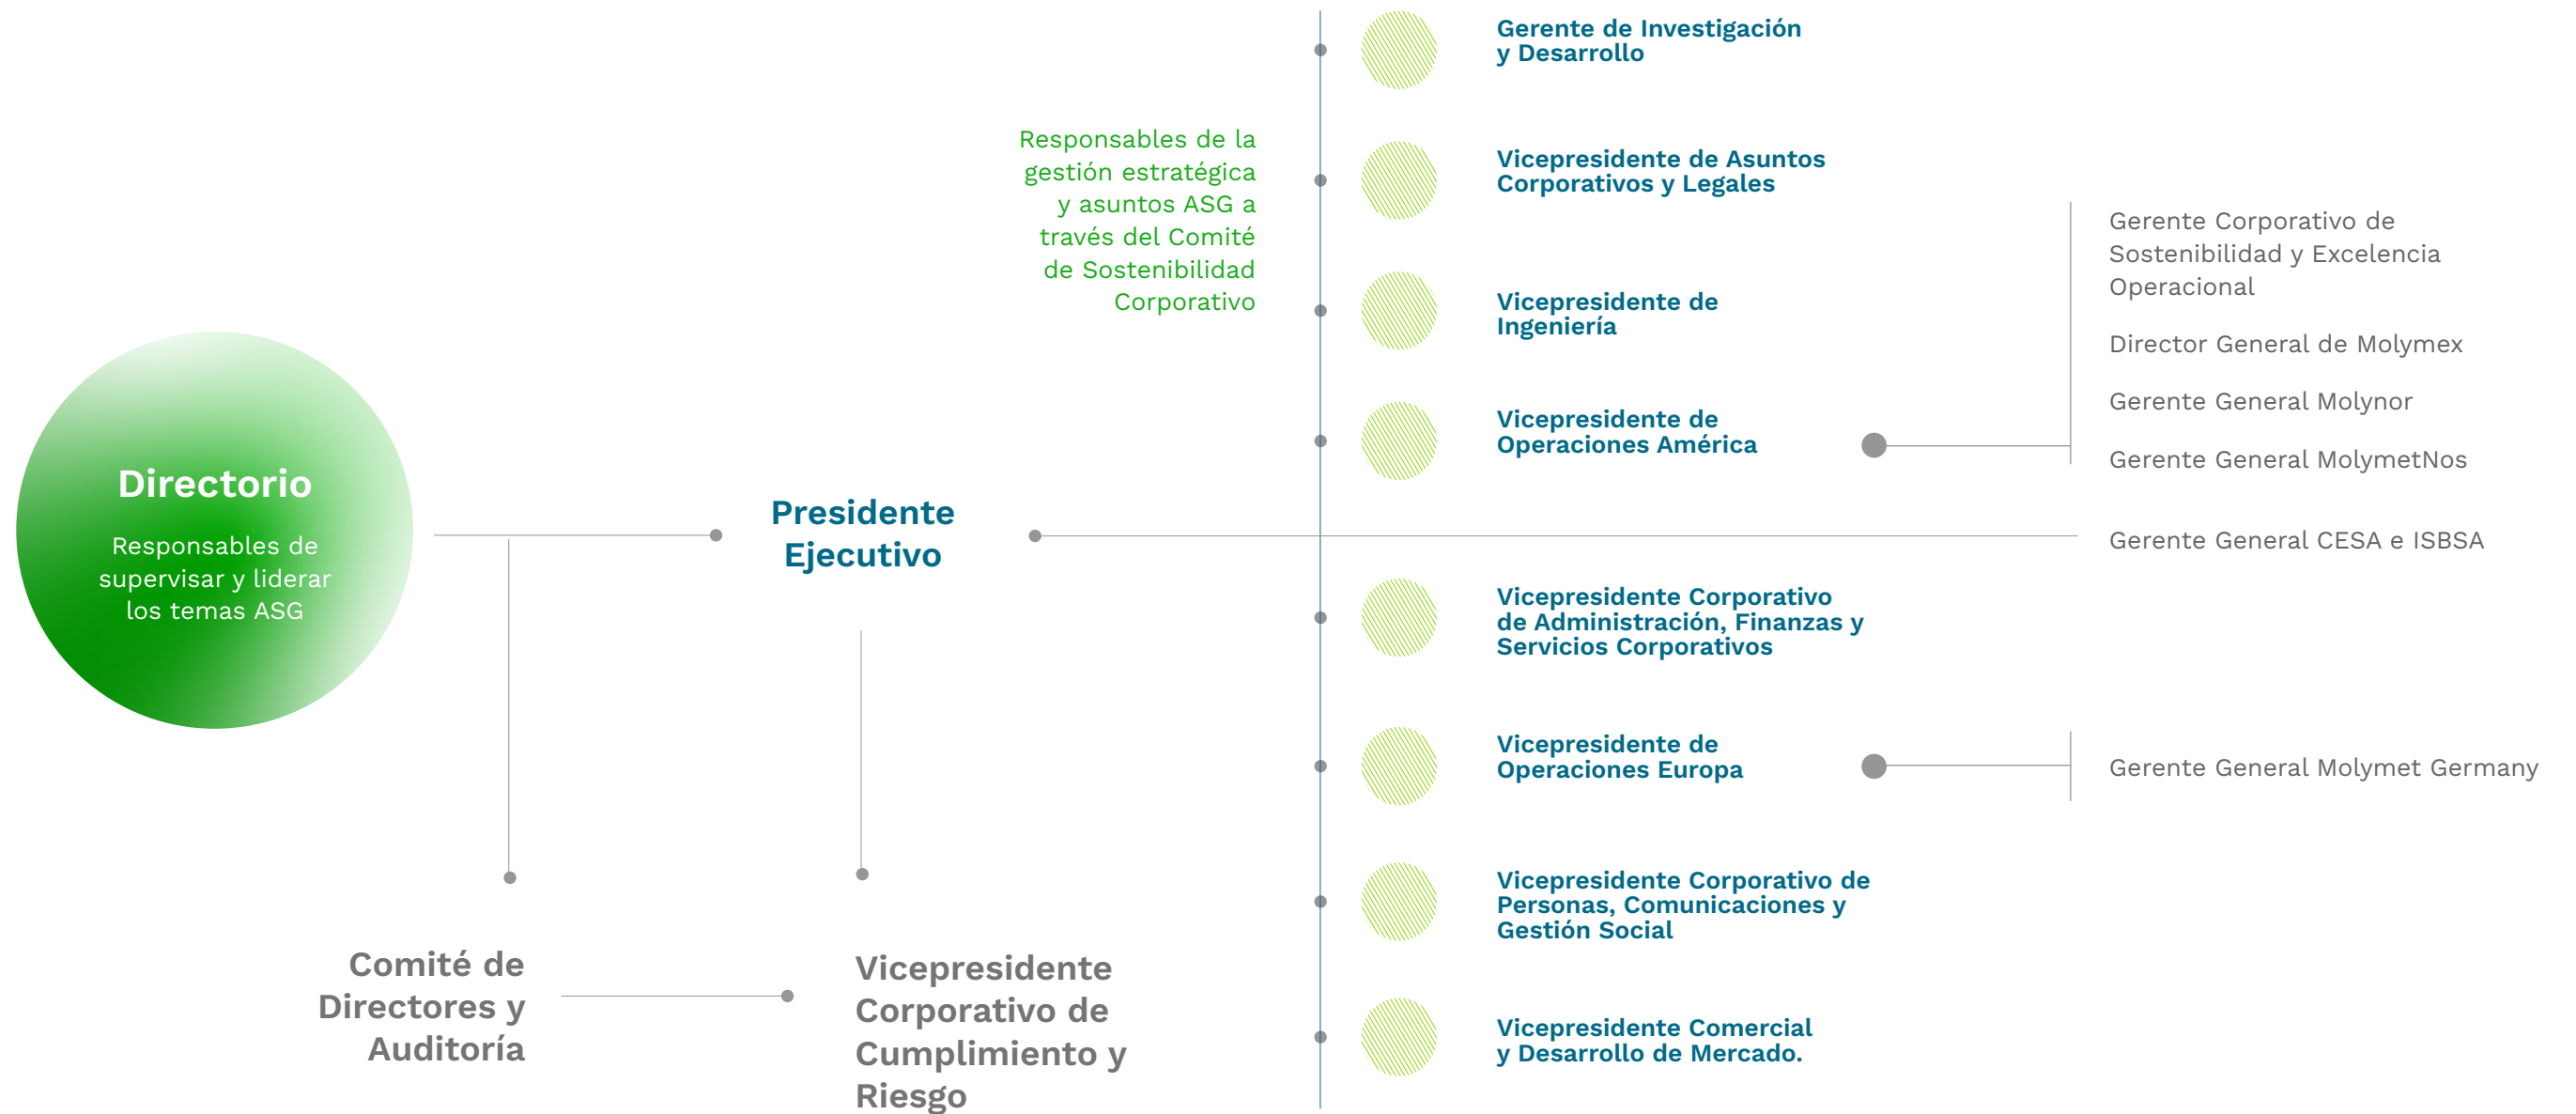 Directorio
Responsables de
supervisar y liderar
los temas ASG
Presidente
Ejecutivo
Comité de
Directores y
Auditoría
Vicepresidente
Corporativo de
Cumplimiento y
Riesgo
Responsables de la
gestión estratégica
y asuntos ASG a
través del Comité
de Sostenibilidad
Corporativo
Gerente de Investigación
y Desarrollo
Vicepresidente de Asuntos
Corporativos y Legales
Vicepresidente de
Ingeniería
Vicepresidente de
Operaciones América
Gerente Corporativo de
Sostenibilidad y Excelencia
Operacional
Director General de Molymex
Gerente General Molynor
Gerente General MolymetNos
Gerente General CESA e ISBSA
Vicepresidente Corporativo
de Administración, Finanzas y
Servicios Corporativos
Vicepresidente de
Operaciones Europa
Gerente General Molymet Germany
Vicepresidente Corporativo de
Personas, Comunicaciones y
Gestión Social
Vicepresidente Comercial
y Desarrollo de Mercado.